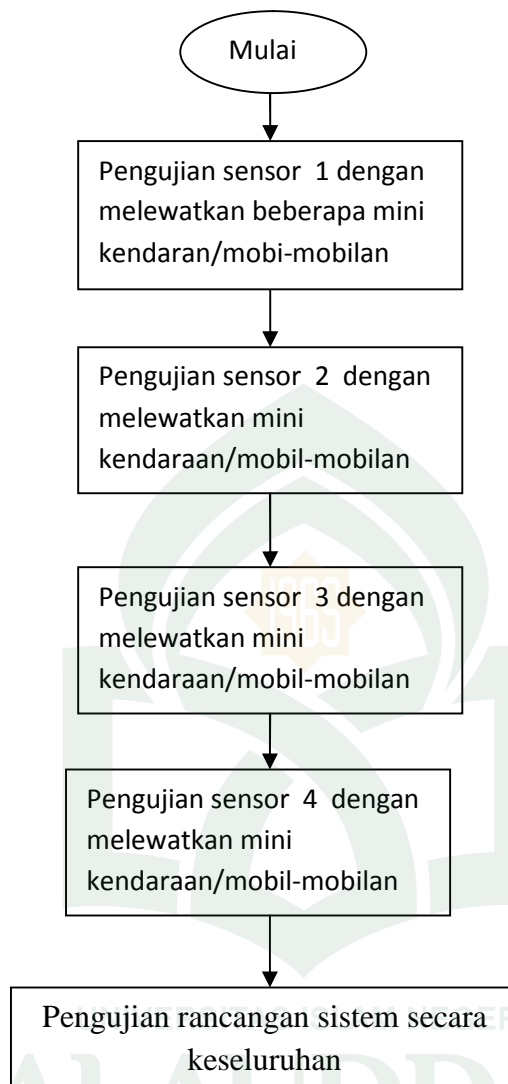 Mulai
Pengujian sensor 1 dengan
melewatkan beberapa mini
kendaran/mobi-mobilan
Pengujian sensor 2 dengan
melewatkan mini
kendaraan/mobil-mobilan
1965
Pengujian sensor 3 dengan
melewatkan mini
kendaraan/mobil-mobilan
Pengujian sensor 4 dengan
melewatkan mini
kendaraan/mobil-mobilan
Pengujian rancangan sistem secara
keseluruhan